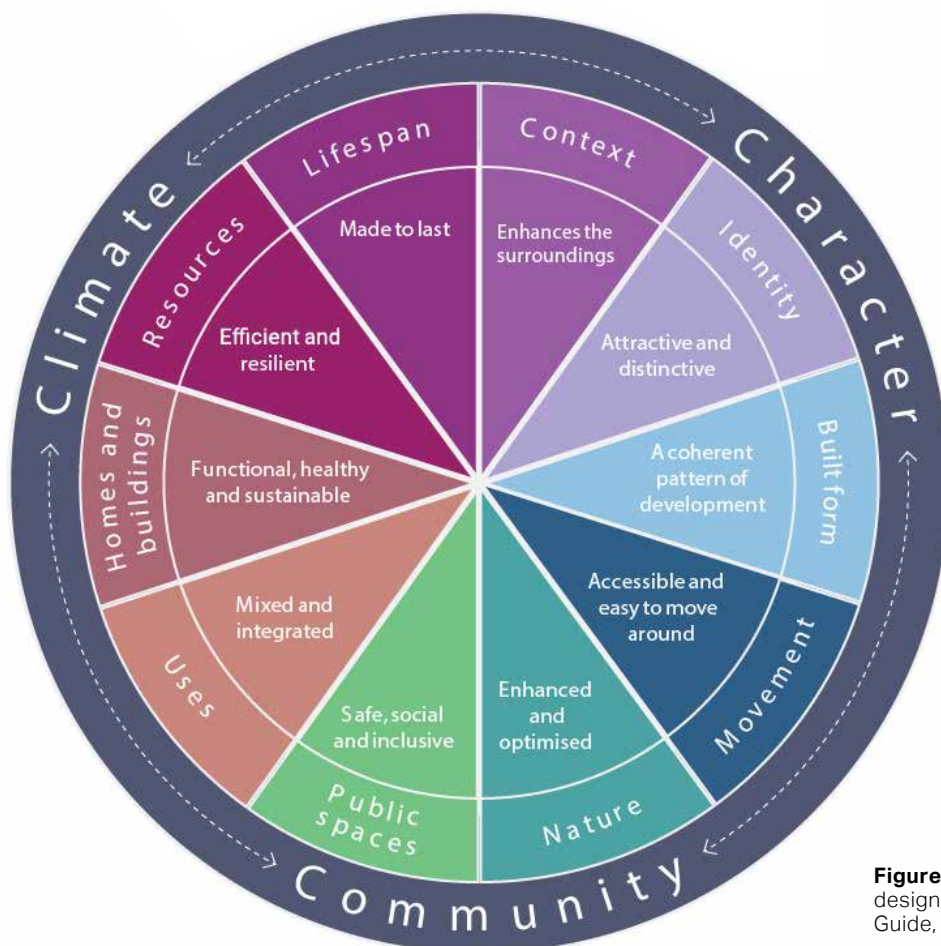 Climate
Character
Community
Context
Enhances the
surroundings
Identity
Attractive and
distinctive
Built form
A coherent
pattern of
development
Movement
Accessible and
easy to move
around
Nature
Enhanced
and
optimised
Public
spaces
Safe, social
and inclusive
Uses
Mixed and
integrated
Homes and
buildings
Functional, healthy
and sustainable
Resources
Efficient and
resilient
Lifespan
Made to last
Figure
design
Guide,